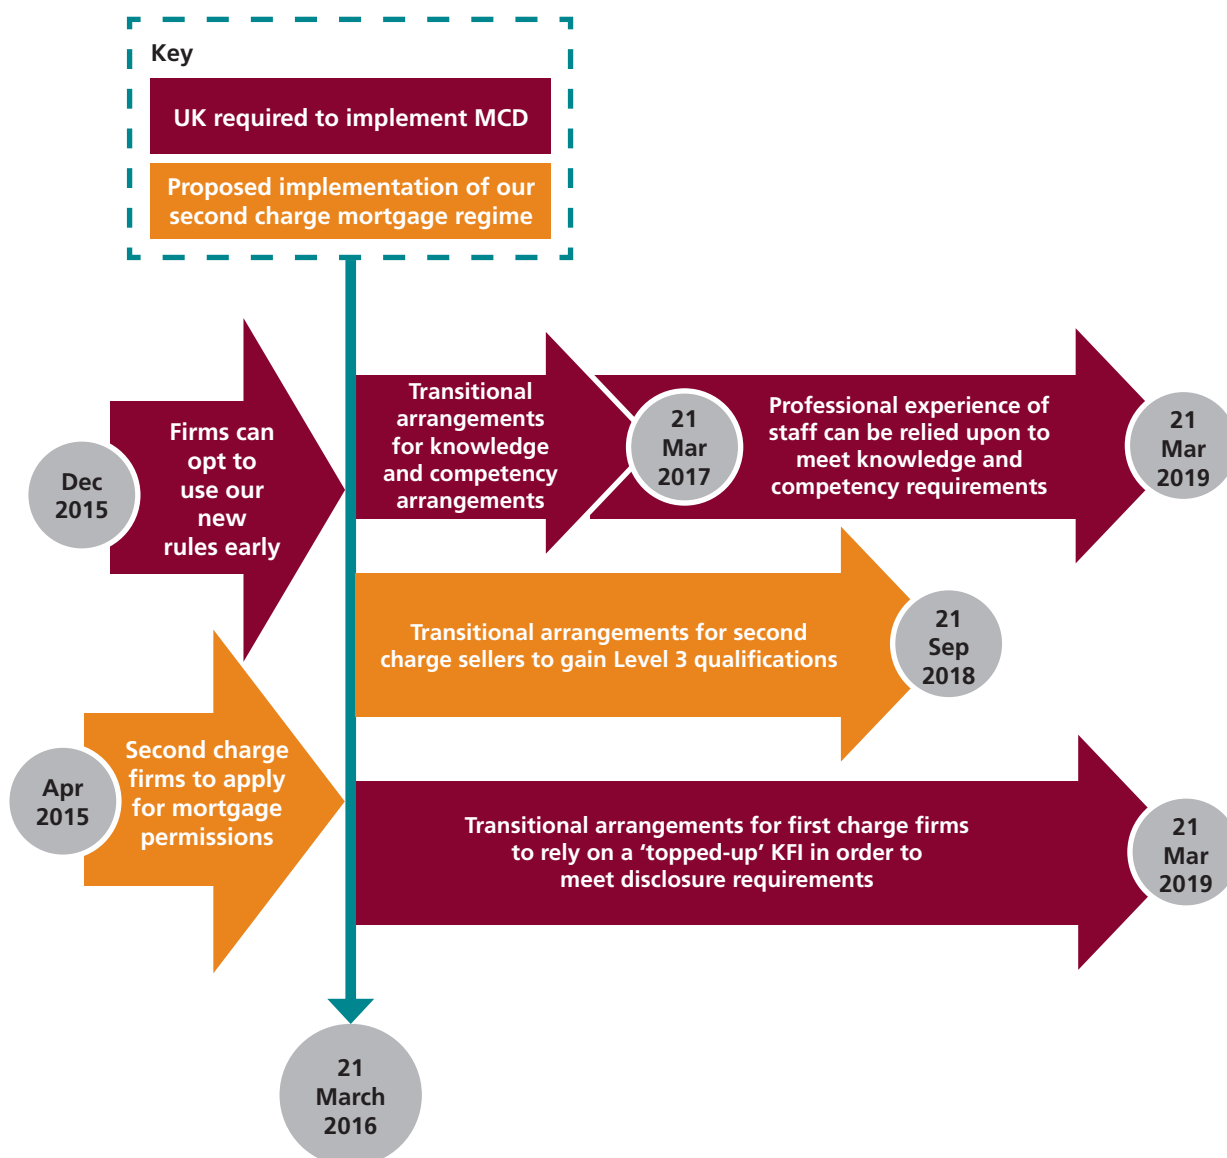 Key
UK required to implement MCD
Proposed implementation of our
second charge mortgage regime
Dec
2015
Firms can
opt to
use our
new
rules early
Transitional
arrangements
for knowledge
and competency
arrangements
21
Mar
2017
Professional experience of
staff can be relied upon to
meet knowledge and
competency requirements
21
Mar
2019
Transitional arrangements for second
charge sellers to gain Level 3 qualifications
21
Sep
2018
Apr
2015
Second charge
firms to apply
for mortgage
permissions
Transitional arrangements for first charge firms
to rely on a ‘topped-up’ KFI in order to
meet disclosure requirements
21
Mar
2019
21
March
2016